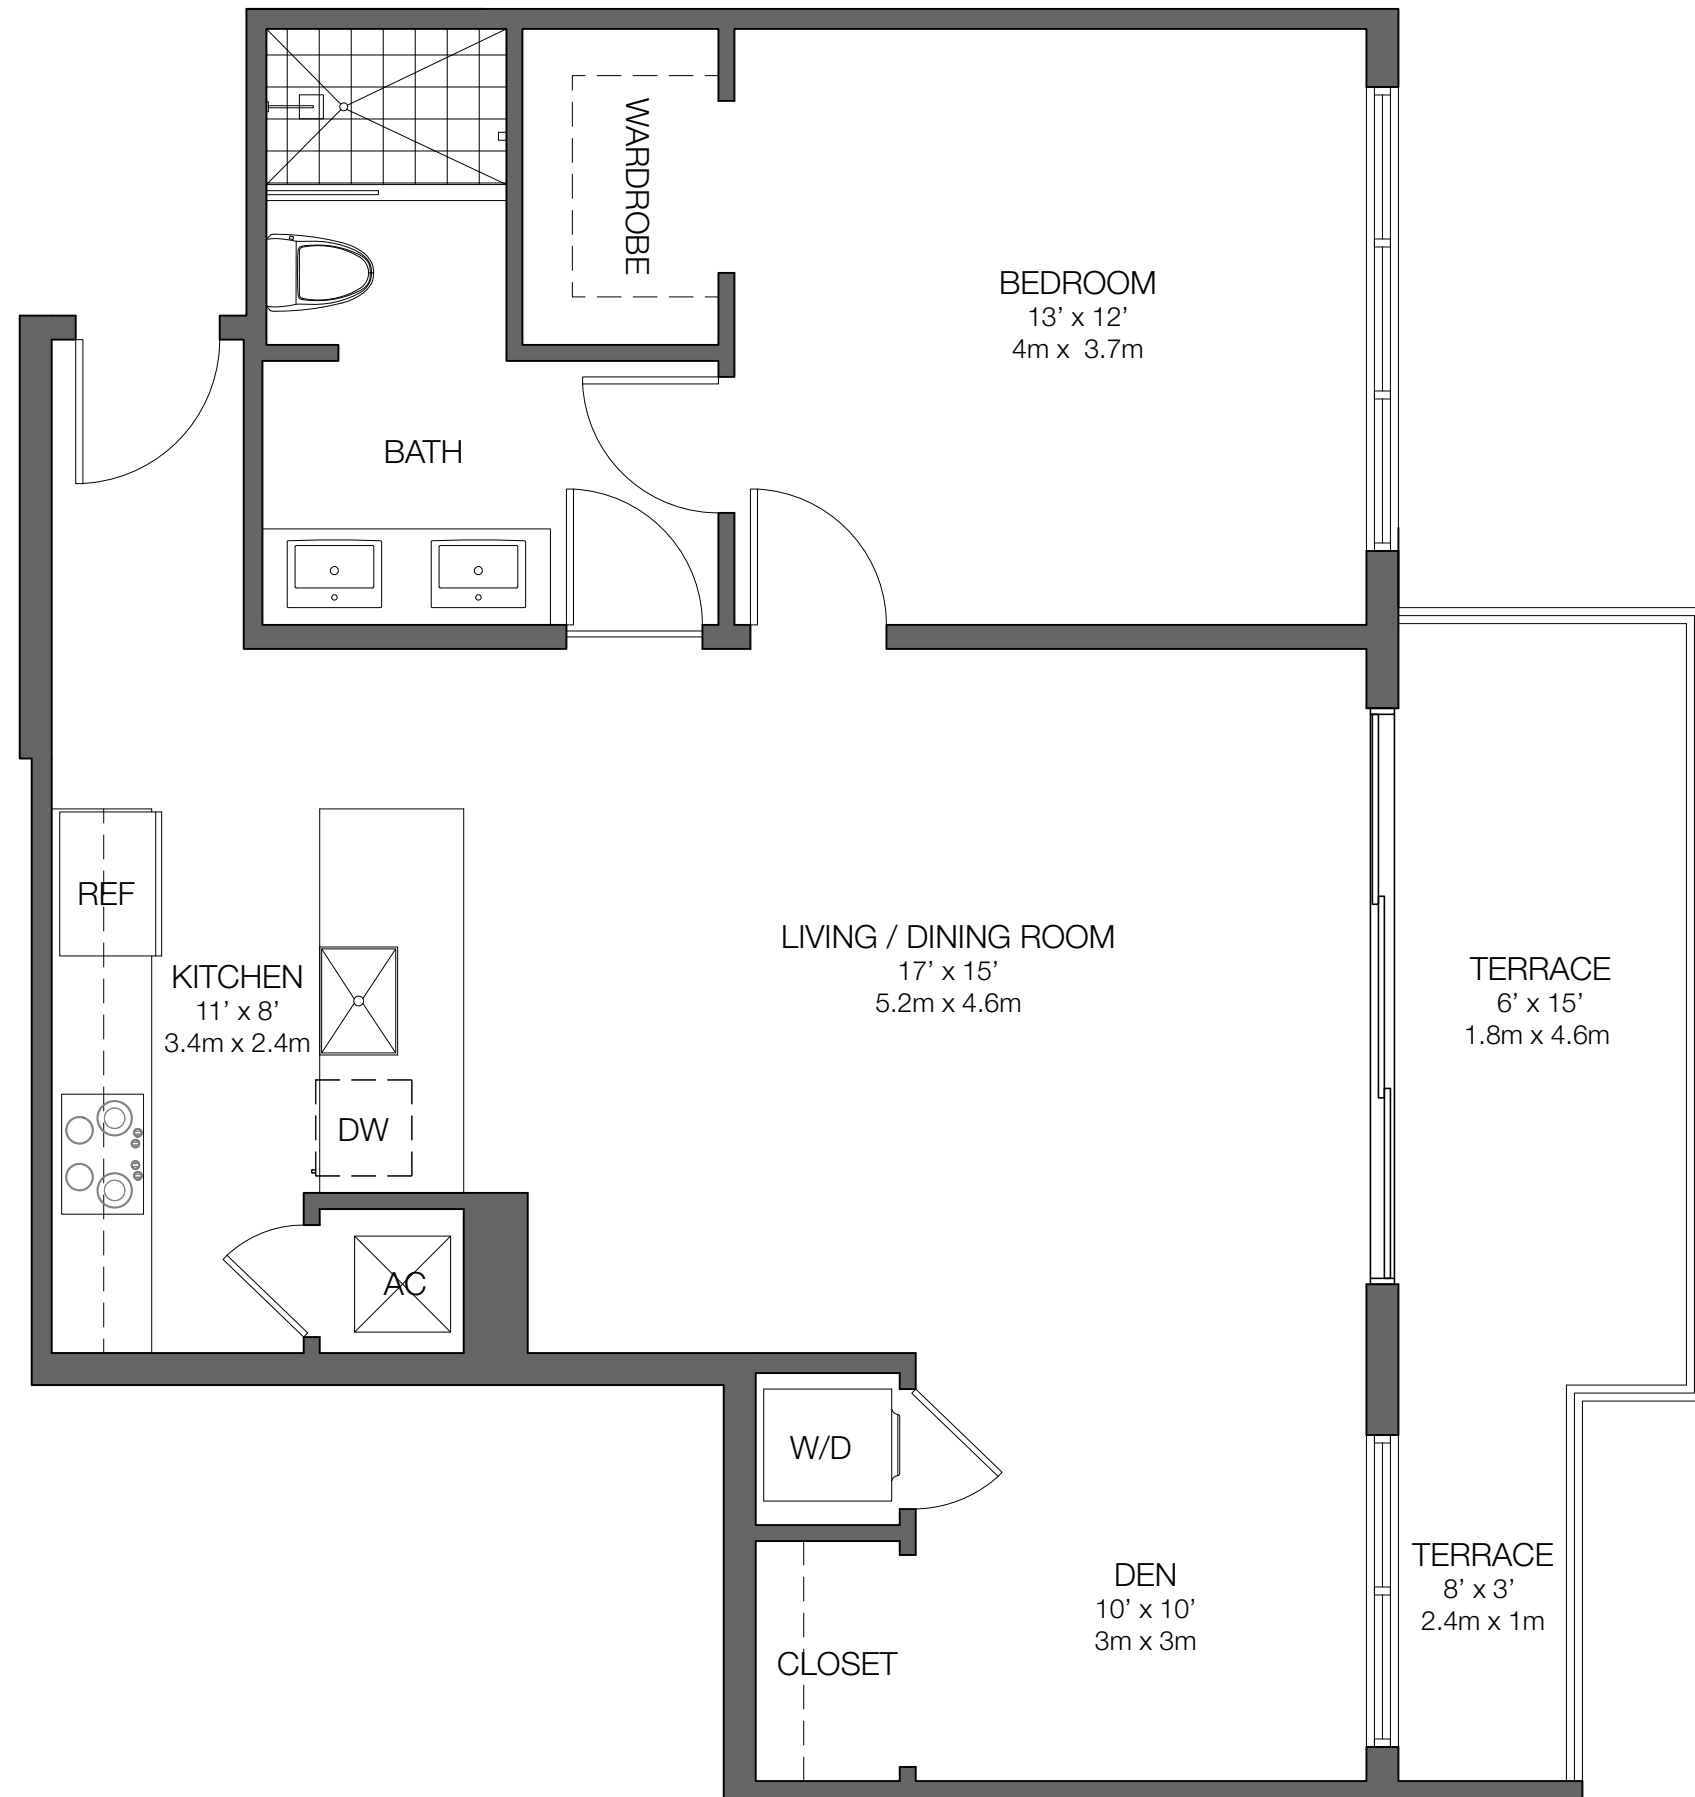 WARDROBE
BEDROOM
13’ x 12’
4m x 3.7m
BATH
REF
KITCHEN
11’ x 8’
3.4m x 2.4m
DW
AC
LIVING / DINING ROOM
17’ x 15’
5.2m x 4.6m
TERRACE
6’ x 15’
1.8m x 4.6m
W/D
CLOSET
DEN
10’ x 10’
3m x 3m
TERRACE
8’ x 3’
2.4m x 1m